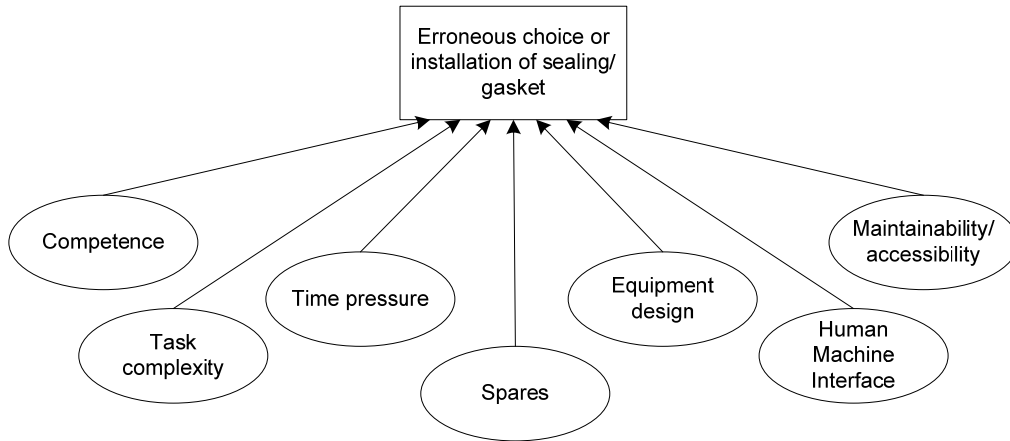 Erroneous choice or
installation of sealing/
gasket
Competence
Maintainability/
accessibility
Time pressure
Equipment
design
Task
complexity
Human
Machine
Interface
Spares